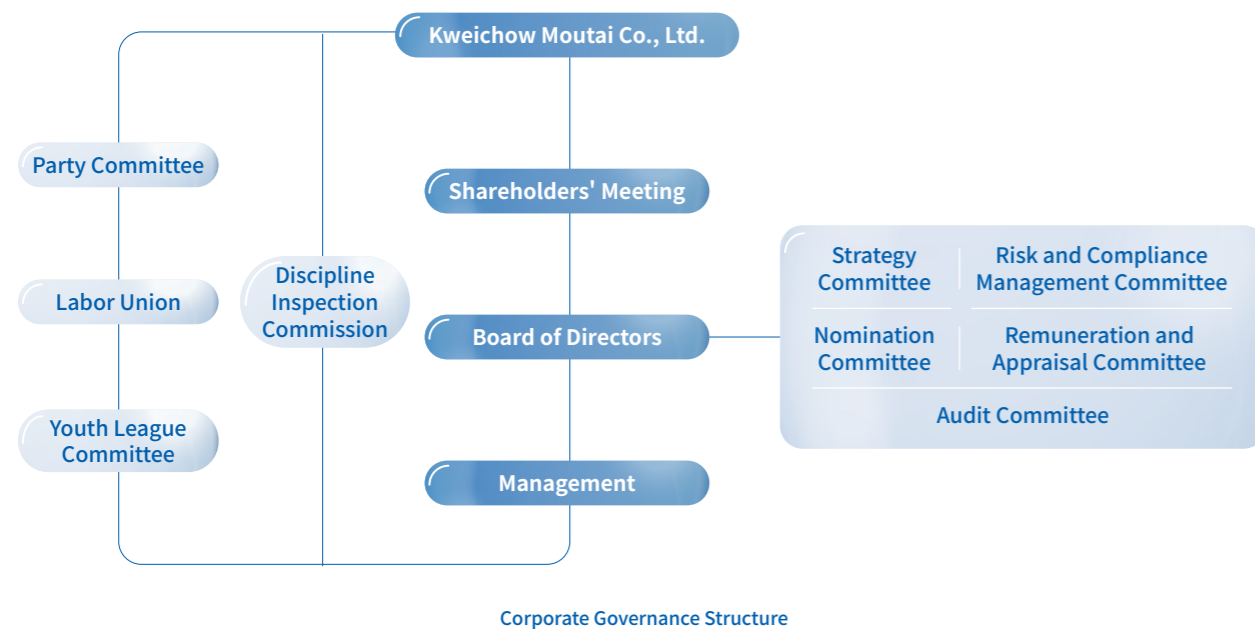 Kweichow Moutai Co., Ltd.
Party Committee
Labor Union
Youth League
Committee
Discipline
Inspection
Commission
Shareholders' Meeting
Board of Directors
Management
Strategy
Committee
Risk and Compliance
Management Committee
Nomination
Committee
Remuneration and
Appraisal Committee
Audit Committee
Corporate Governance Structure